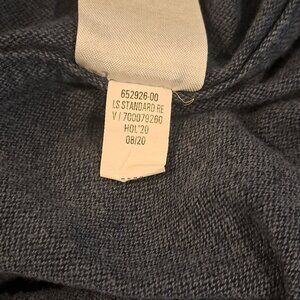 652926-00
LS STANDARD RE
V | 700079260
HOL'20
08/20